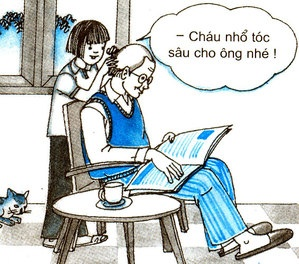 – Cháu nhổ tóc
sâu cho ông nhé !